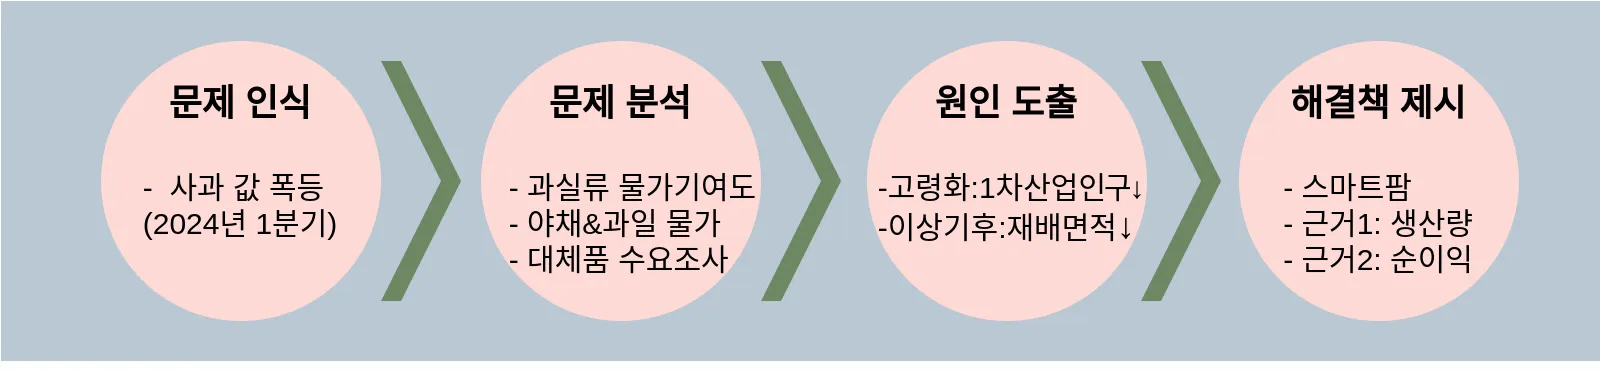 문제 인식
-  사과 값 폭등
(2024년 1분기)
문제 분석
- 과실류 물가기여도
- 야채&과일 물가
- 대체품 수요조사
원인 도출
-고령화:1차산업인구↓
-이상기후:재배면적↓
해결책 제시
- 스마트팜
- 근거1: 생산량
- 근거2: 순이익